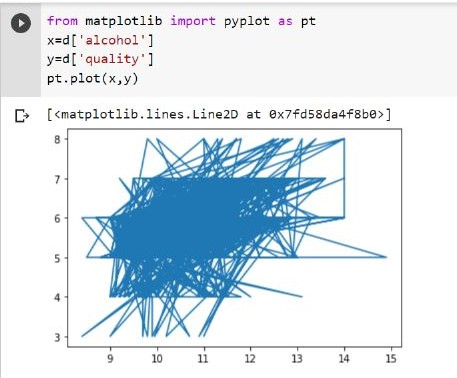 from matplotlib import pyplot as pt
x=d['alcohol']
y=d['quality']
pt.plot(x,y)
[<matplotlib.lines.Line2D at 0x7fd58da4f8b0>]
8
7
6
5
4
3
9 10 11 12 13 14 15